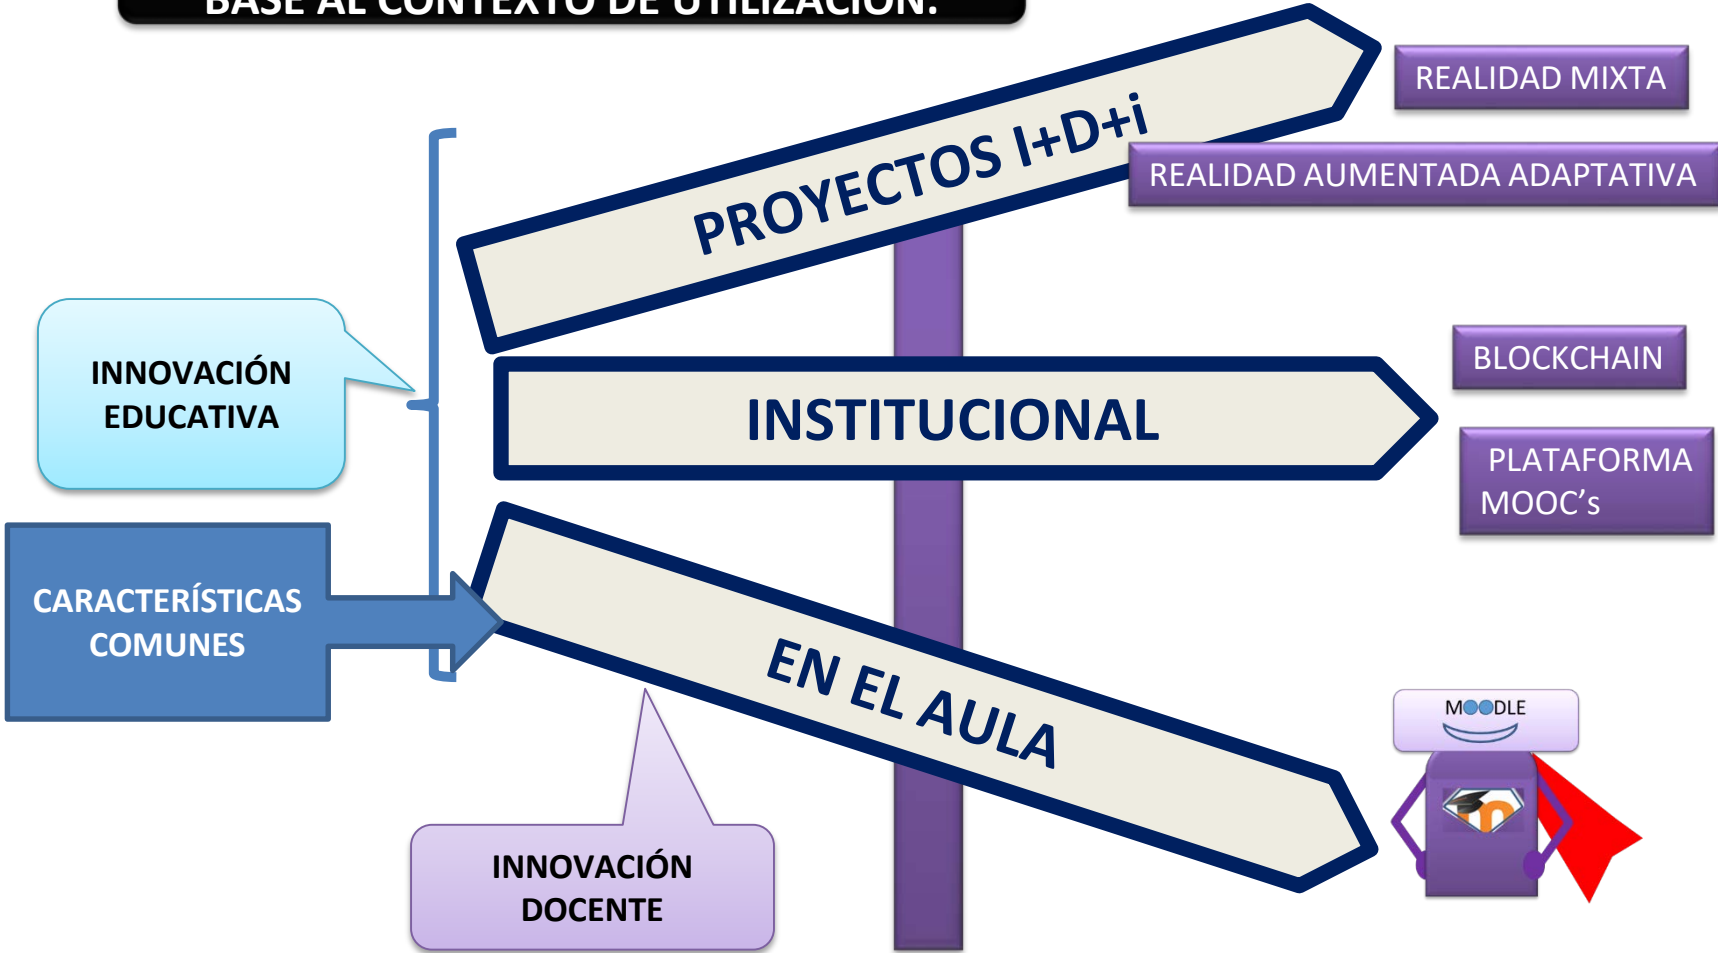 BASE AL CONTEXTO DE UTILIZACIÓN:
REALIDAD MIXTA
PROYECTOS I+D+i
REALIDAD AUMENTADA ADAPTATIVA
INNOVACIÓN
EDUCATIVA
INSTITUCIONAL
BLOCKCHAIN
PLATAFORMA
MOOC’s
CARACTERÍSTICAS
COMUNES
EN EL AULA
MOODLE
m
INNOVACIÓN
DOCENTE